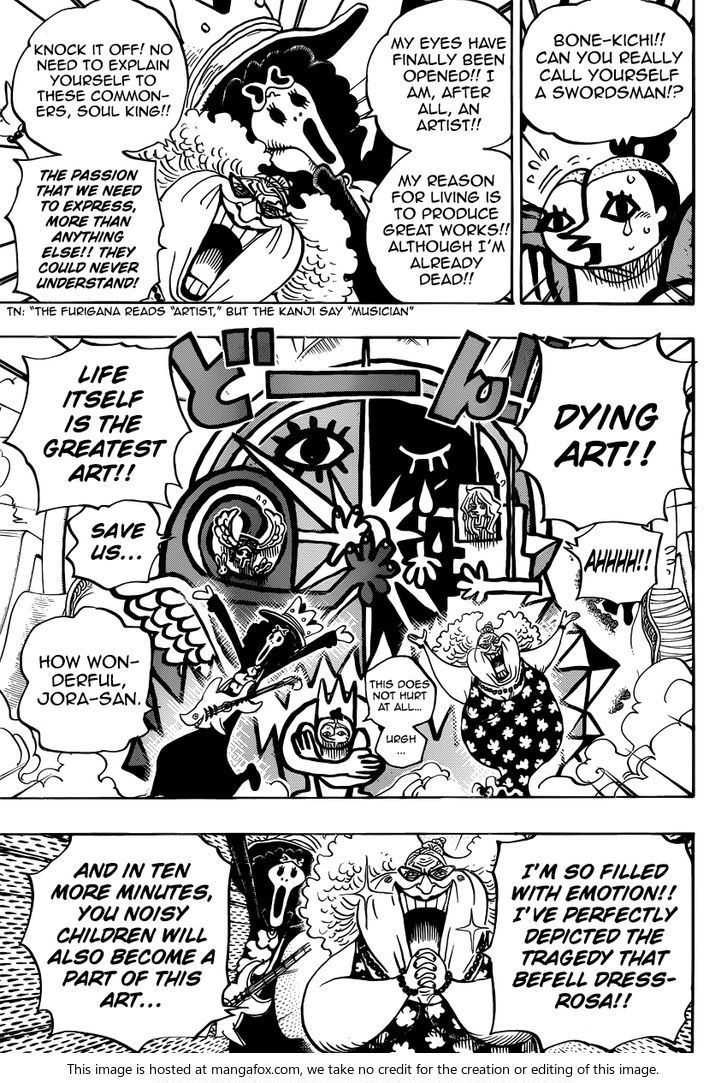 BONE-KICHI!!
CAN YOU REALLY
CALL YOURSELF
A SWORDSMAN!?
MY EYES HAVE
FINALLY BEEN
OPENED!! I
AM, AFTER
ALL, AN
ARTIST!!
MY REASON
FOR LIVING IS
TO PRODUCE
GREAT WORKS!!
ALTHOUGH I'M
ALREADY
DEAD!!
KNOCK IT OFF! NO
NEED TO EXPLAIN
YOURSELF TO
THESE COMMON-
ERS, SOUL KING!!
THE PASSION
THAT WE NEED
TO EXPRESS,
MORE THAN
ANYTHING
ELSE!! THEY
COULD NEVER
UNDERSTAND!
TN: "THE FURIGANA READS "ARTIST," BUT THE KANJI SAY "MUSICIAN"
どーん!
DYING
ART!!
LIFE
ITSELF
IS THE
GREATEST
ART!!
AHHHH!!
SAVE
US...
HOW WON-
DERFUL,
JORA-SAN.
THIS DOES
NOT HURT
AT ALL...
URGH
...
I'M SO FILLED
WITH EMOTION!!
I'VE PERFECTLY
DEPICTED THE
TRAGEDY THAT
BEFELL DRESS-
ROSA!!
AND IN TEN
MORE MINUTES,
YOU NOISY
CHILDREN WILL
ALSO BECOME A
PART OF THIS
ART...
This image is hosted at mangafox.com, we take no credit for the creation or editing of this image.